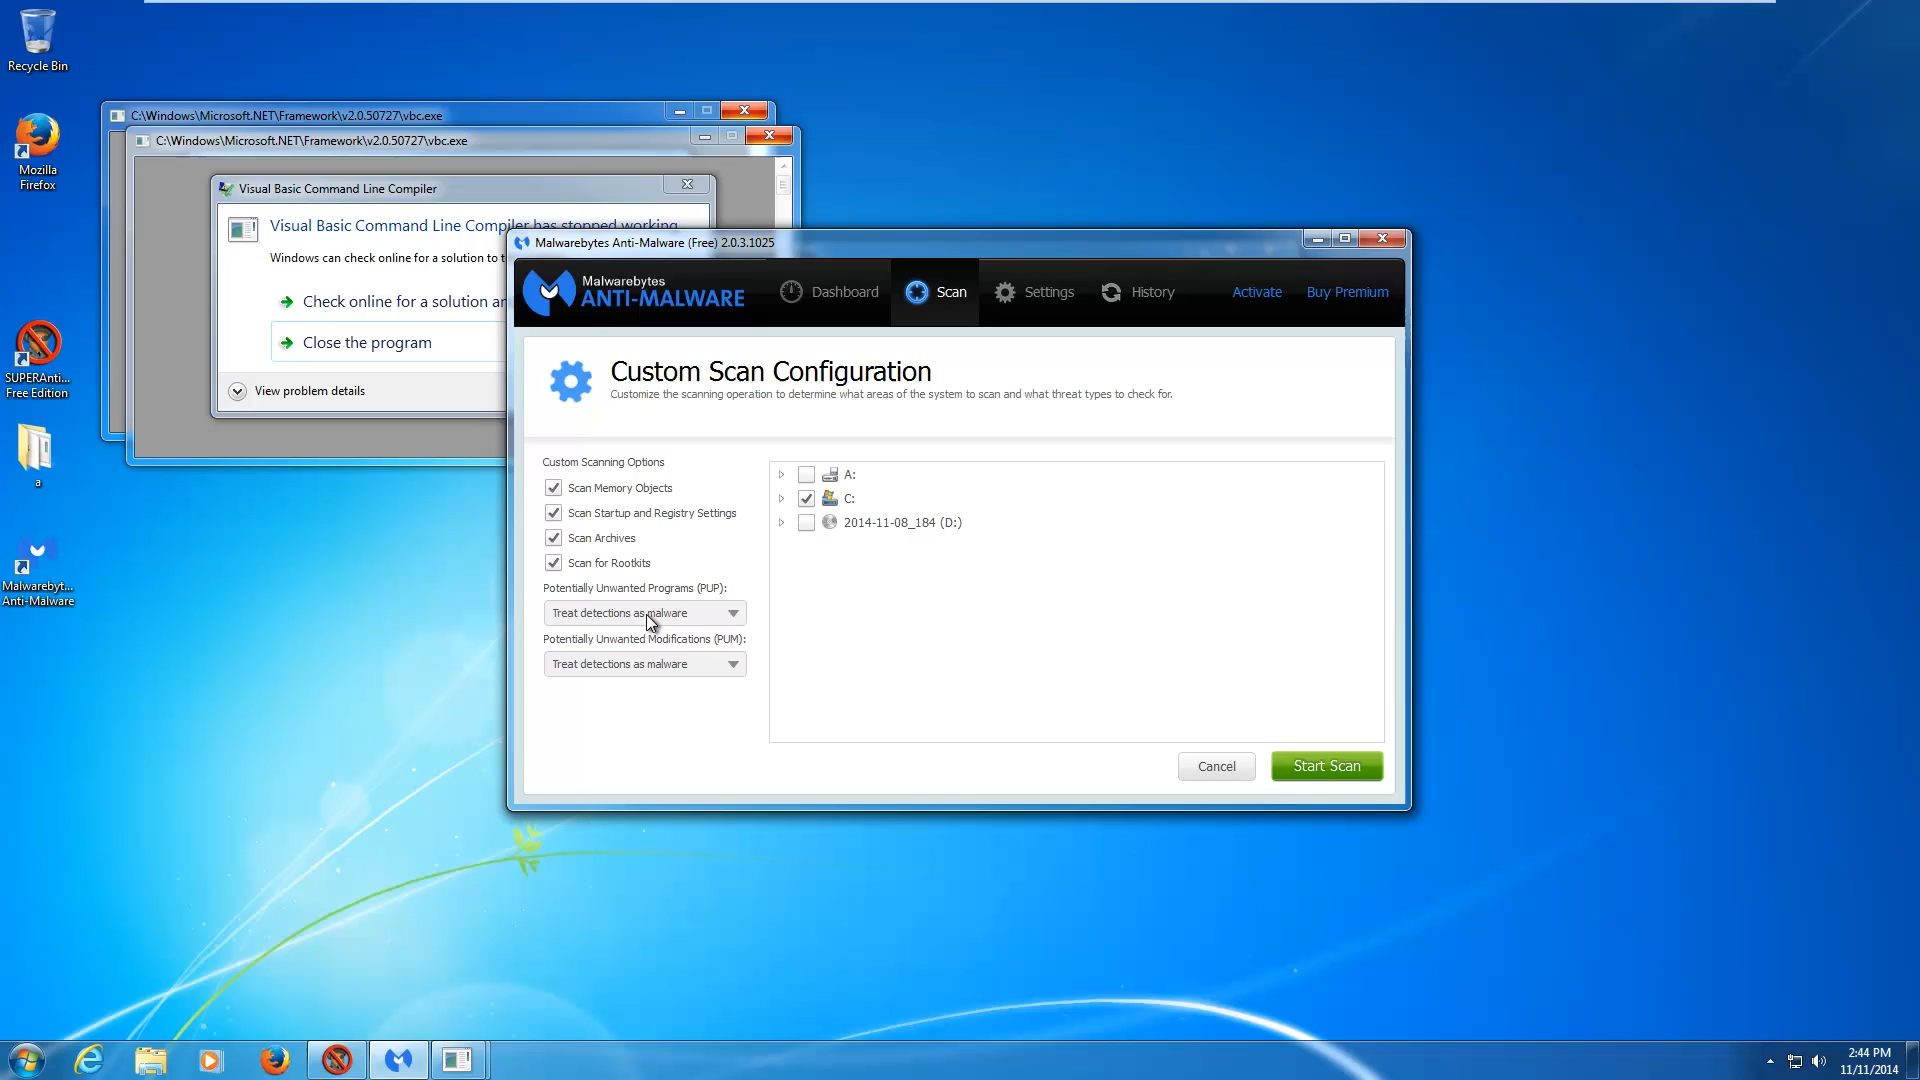 Recycle Bin
Mozilla
Firefox
SUPERAnti...
Free Edition
a
Malwarebyt...
Anti-Malware
C:\Windows\Microsoft.NET\Framework\v2.0.50727\vbc.exe
C:\Windows\Microsoft.NET\Framework\v2.0.50727\vbc.exe
Visual Basic Command Line Compiler
Visual Basic Command Line Compiler has stopped working
Windows can check online for a solution to
Check online for a solution
Close the program
View problem details
Malwarebytes Anti-Malware (Free) 2.0.3.1025
Malwarebytes
ANTI-MALWARE
Dashboard
Scan
Settings
History
Activate
Buy Premium
Custom Scan Configuration
Customize the scanning operation to determine what areas of the system to scan and what threat types to check for.
Custom Scanning Options
Scan Memory Objects
Scan Startup and Registry Settings
Scan Archives
Scan for Rootkits
Potentially Unwanted Programs (PUP):
Treat detections as malware
Potentially Unwanted Modifications (PUM):
Treat detections as malware
A:
C:
2014-11-08_184 (D:)
Cancel
Start Scan
2:44 PM
11/11/2014